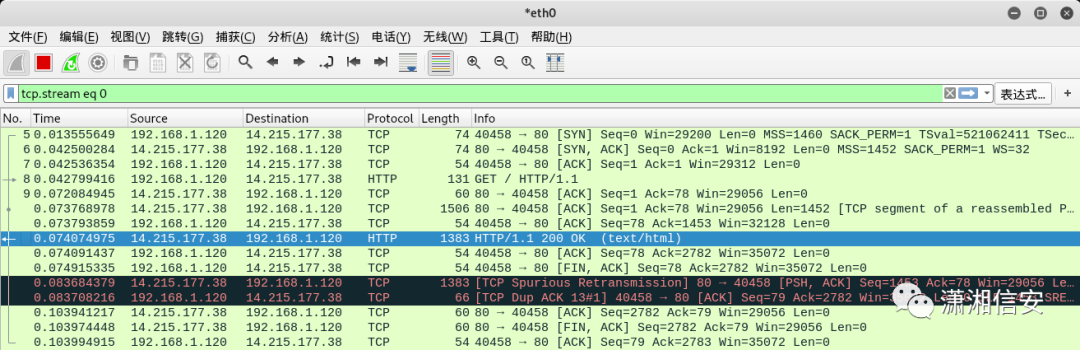 *eth0
文件(F) 编辑(E) 视图(V) 跳转(G) 捕获(C) 分析(A) 统计(S) 电话(Y) 无线(W) 工具(T) 帮助(H)
tcp.stream eq 0 表达式… +
No. Time Source Destination Protocol Length Info
5 0.013555649 192.168.1.120 14.215.177.38 TCP 74 40458 → 80 [SYN] Seq=0 Win=29200 Len=0 MSS=1460 SACK_PERM=1 TSval=521062411 TSec…
6 0.042500284 14.215.177.38 192.168.1.120 TCP 74 80 → 40458 [SYN, ACK] Seq=0 Ack=1 Win=8192 Len=0 MSS=1452 SACK_PERM=1 WS=32
7 0.042536354 192.168.1.120 14.215.177.38 TCP 54 40458 → 80 [ACK] Seq=1 Ack=1 Win=29312 Len=0
8 0.042799416 192.168.1.120 14.215.177.38 HTTP 131 GET / HTTP/1.1
9 0.072084945 14.215.177.38 192.168.1.120 TCP 60 80 → 40458 [ACK] Seq=1 Ack=78 Win=29056 Len=0
0.073768978 14.215.177.38 192.168.1.120 TCP 1506 80 → 40458 [ACK] Seq=1 Ack=78 Win=29056 Len=1452 [TCP segment of a reassembled P…
0.073793859 192.168.1.120 14.215.177.38 TCP 54 40458 → 80 [ACK] Seq=78 Ack=1453 Win=32128 Len=0
0.074074975 14.215.177.38 192.168.1.120 HTTP 1383 HTTP/1.1 200 OK (text/html)
0.074091437 192.168.1.120 14.215.177.38 TCP 54 40458 → 80 [ACK] Seq=78 Ack=2782 Win=35072 Len=0
0.074915335 192.168.1.120 14.215.177.38 TCP 54 40458 → 80 [FIN, ACK] Seq=78 Ack=2782 Win=35072 Len=0
0.083684379 14.215.177.38 192.168.1.120 TCP 1383 [TCP Spurious Retransmission] 80 → 40458 [PSH, ACK] Seq=1453 Ack=78 Win=29056 Le…
0.083708216 192.168.1.120 14.215.177.38 TCP 66 [TCP Dup ACK 13#1] 40458 → 80 [ACK] Seq=79 Ack=2782 SRE…
0.103941217 14.215.177.38 192.168.1.120 TCP 60 80 → 40458 [ACK] Seq=2782 Ack=79 Win=29056 Len=0
0.103974448 14.215.177.38 192.168.1.120 TCP 60 80 → 40458 [FIN, ACK] Seq=2782 Ack=79 Win=29056 Len=0
0.103994915 192.168.1.120 14.215.177.38 TCP 54 40458 → 80 [ACK] Seq=79 Ack=2783 Win=35072 Len=0
潇湘信安